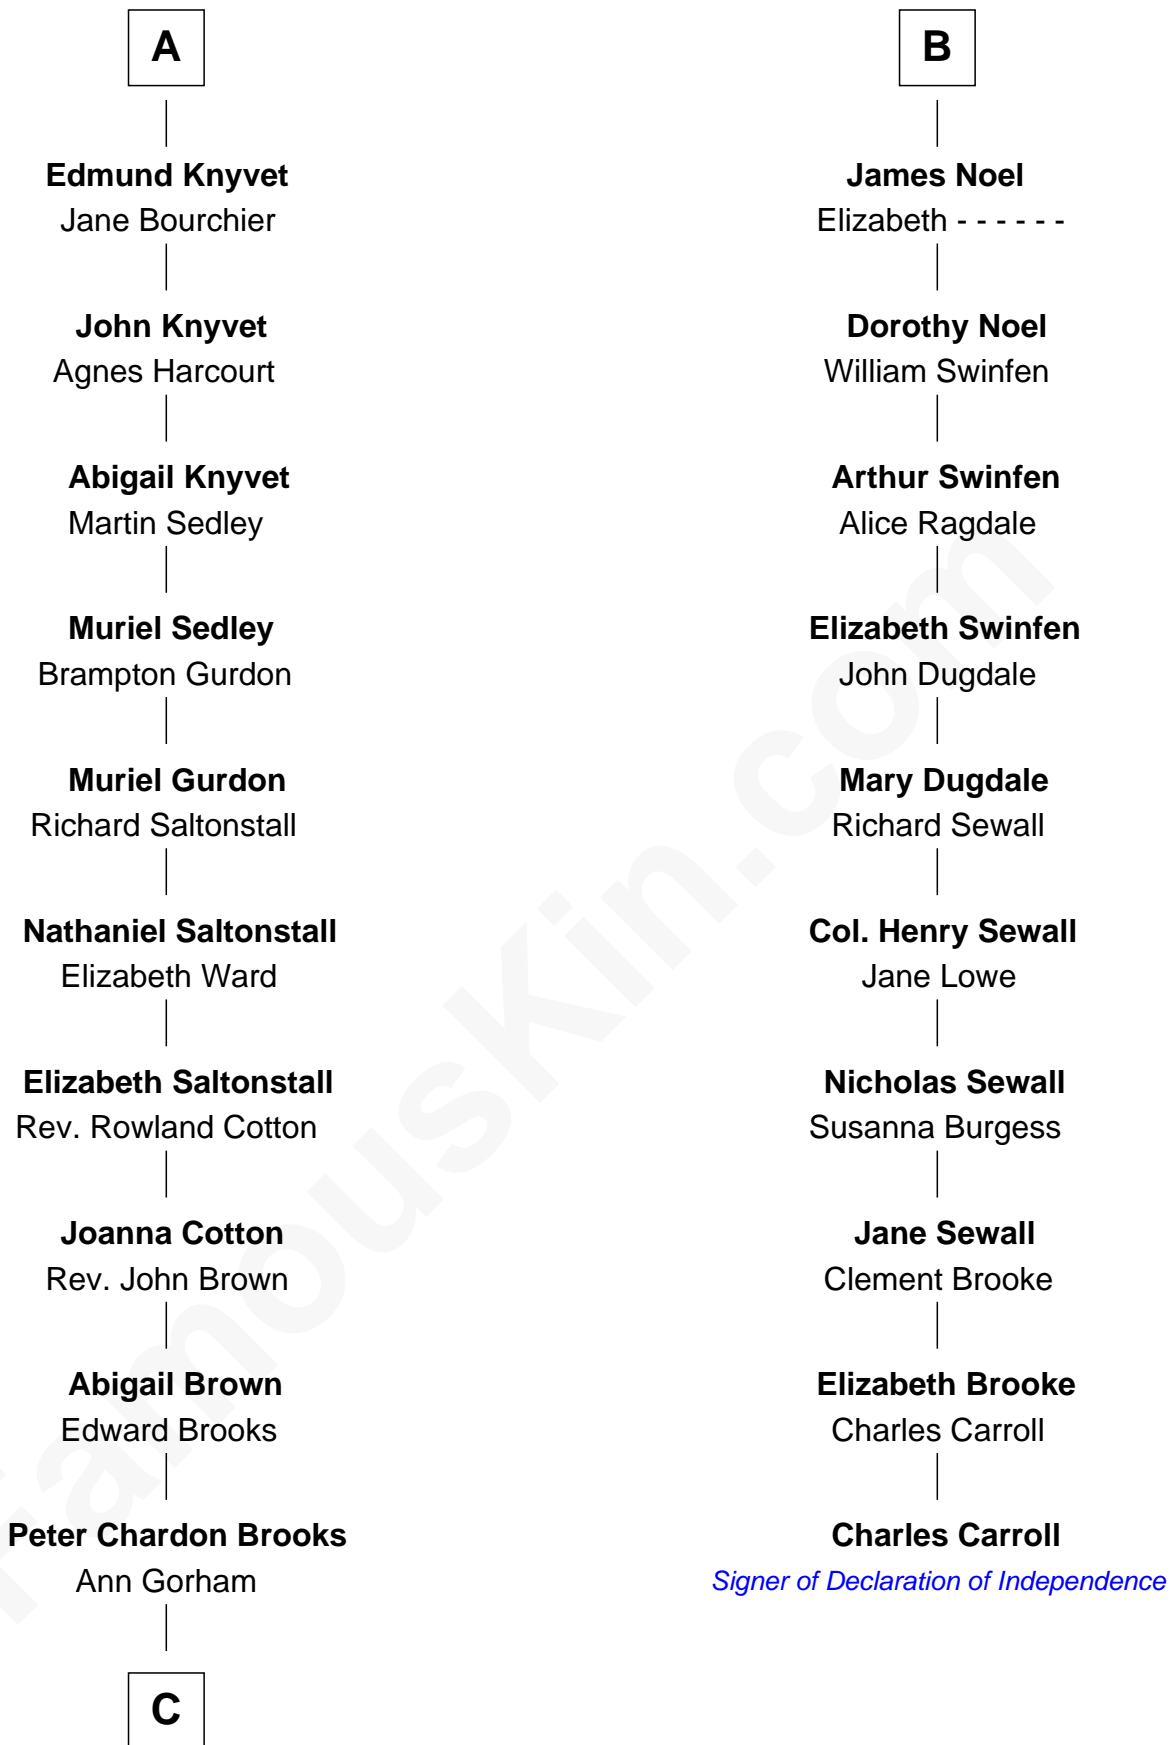 A
Edmund Knyvet
Jane Bourchier
John Knyvet
Agnes Harcourt
Abigail Knyvet
Martin Sedley
Muriel Sedley
Brampton Gurdon
Muriel Gurdon
Richard Saltonstall
Nathaniel Saltonstall
Elizabeth Ward
Elizabeth Saltonstall
Rev. Rowland Cotton
Joanna Cotton
Rev. John Brown
Abigail Brown
Edward Brooks
Peter Chardon Brooks
Ann Gorham
C
B
James Noel
Elizabeth - - - - - -
Dorothy Noel
William Swinfen
Arthur Swinfen
Alice Ragdale
Elizabeth Swinfen
John Dugdale
Mary Dugdale
Richard Sewall
Col. Henry Sewall
Jane Lowe
Nicholas Sewall
Susanna Burgess
Jane Sewall
Clement Brooke
Elizabeth Brooke
Charles Carroll
Charles Carroll
Signer of Declaration of Independence
FamousKin.com